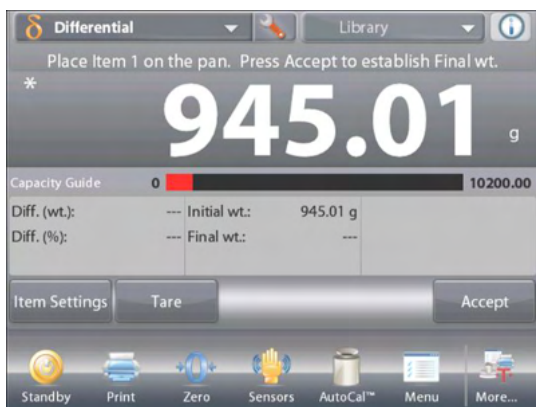 δ Differential Library i
Place Item 1 on the pan. Press Accept to establish Final wt.
* 945.01 g
Capacity Guide 0 10200.00
Diff. (wt.): --- Initial wt.: 945.01 g
Diff. (%): --- Final wt.: ---
Item Settings Tare Accept
Standby Print Zero Sensors AutoCal™ Menu More...